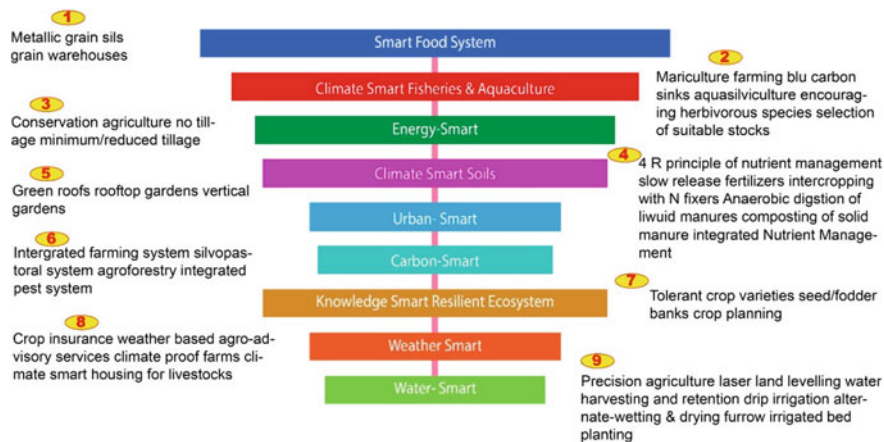 1
Metallic grain sils
grain warehouses
Smart Food System
2
Mariculture farming blu carbon
sinks aquasilviculture encourag-
ing herbivorous species selection
of suitable stocks
Climate Smart Fisheries & Aquaculture
3
Conservation agriculture no till-
age minimum/reduced tillage
Energy-Smart
4
4 R principle of nutrient management
slow release fertilizers intercropping
with N fixers Anaerobic digstion of
liwuid manures composting of solid
manure integrated Nutrient Manage-
ment
Climate Smart Soils
5
Green roofs rooftop gardens vertical
gardens
Urban- Smart
6
Intergrated farming system silvopas-
toral system agroforestry integrated
pest system
Carbon-Smart
7
Tolerant crop varieties seed/fodder
banks crop planning
Knowledge Smart Resilient Ecosystem
8
Crop insurance weather based agro-ad-
visory services climate proof farms cli-
mate smart housing for livestocks
Weather Smart
9
Precision agriculture laser land levelling water
harvesting and retention drip irrigation alter-
nate-wetting & drying furrow irrigated bed
planting
Water- Smart